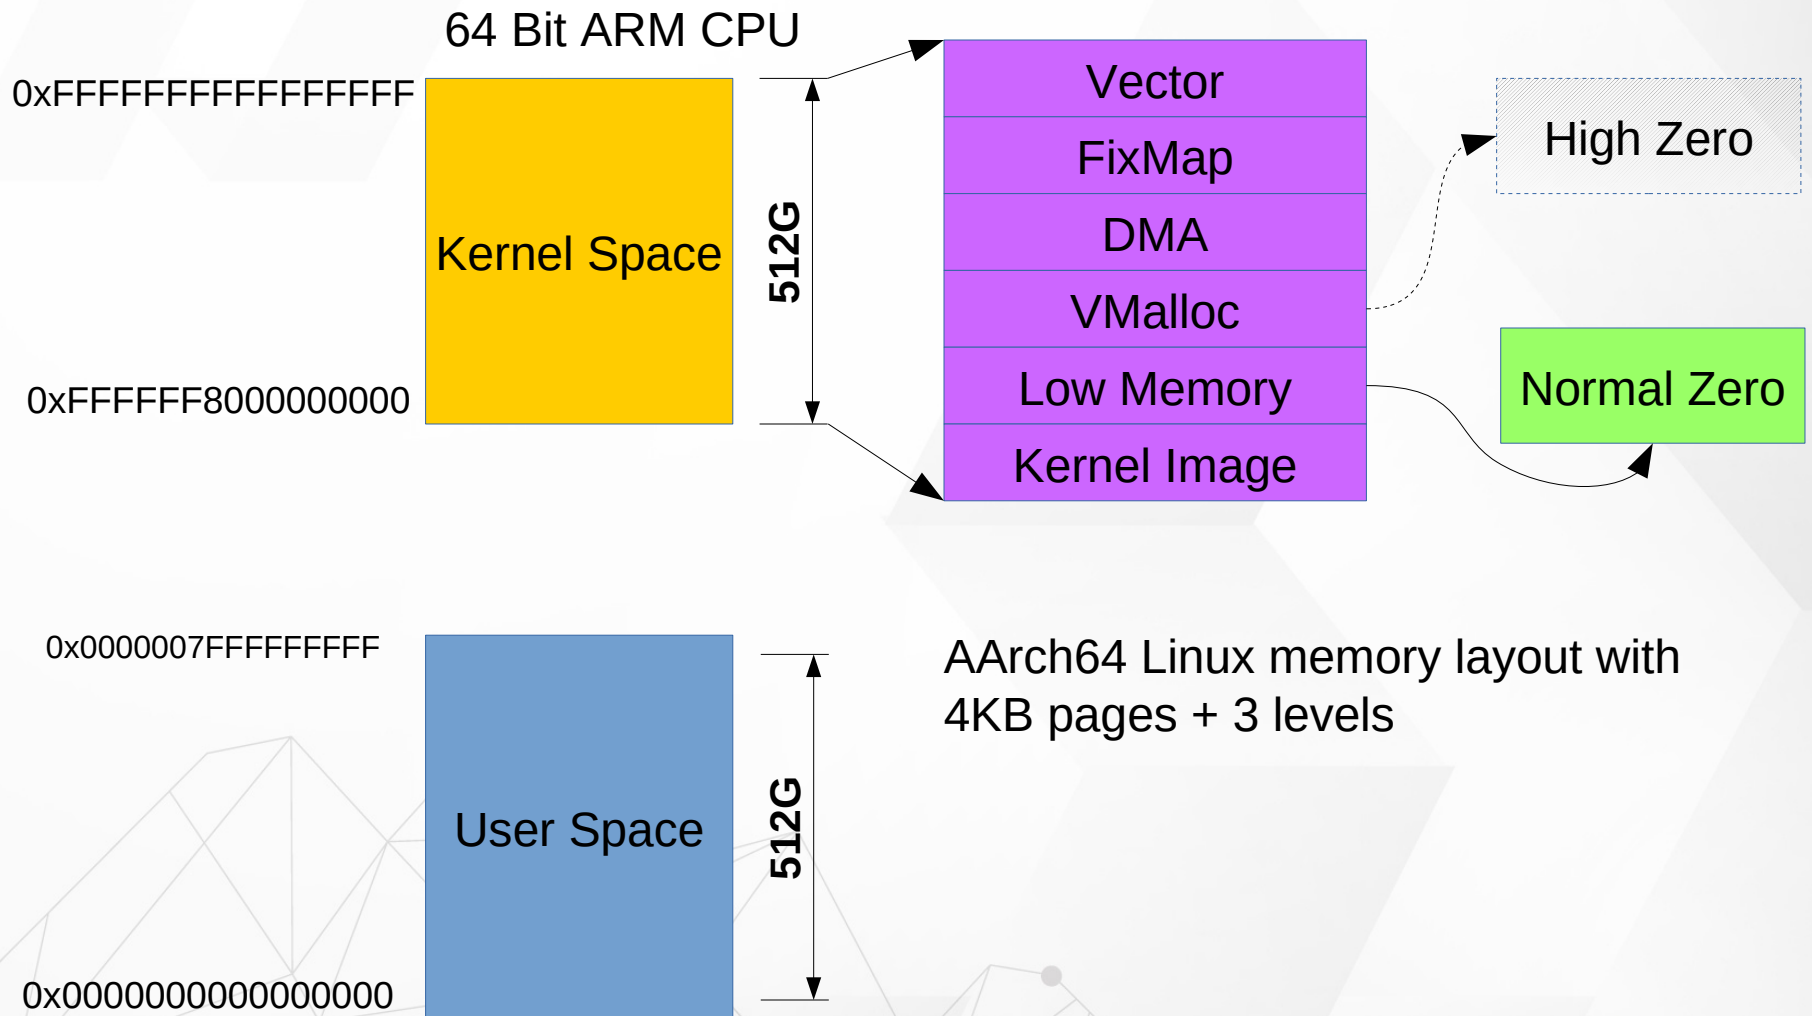 64 Bit ARM CPU
0xFFFFFFFFFFFFFFFF
Kernel Space
0xFFFFFF8000000000
512G
Vector
FixMap
DMA
VMalloc
Low Memory
Kernel Image
High Zero
Normal Zero
0x0000007FFFFFFFFF
User Space
0x0000000000000000
512G
AArch64 Linux memory layout with
4KB pages + 3 levels